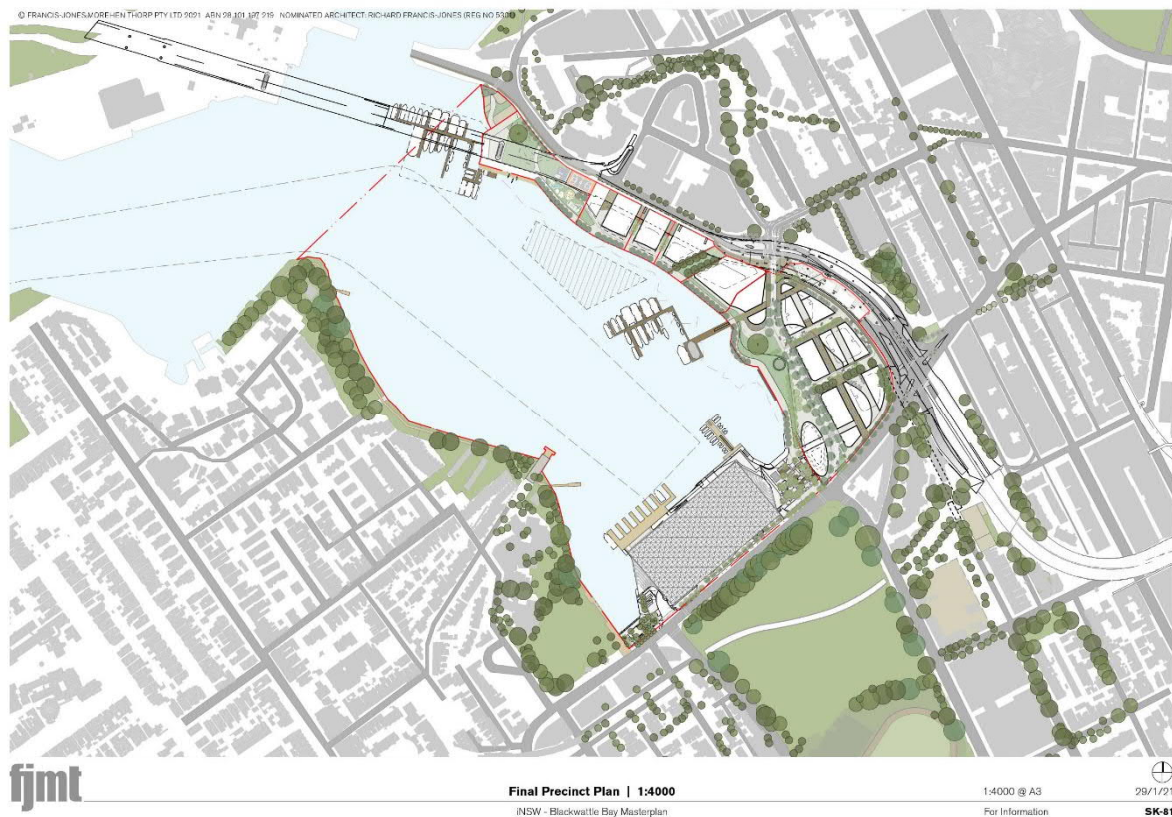 © FRANCIS-JONES MOREHEN THORP PTY LTD 2021 ABN 28 101 197 219 NOMINATED ARCHITECT: RICHARD FRANCIS-JONES (REG NO 5301)
fjmt
Final Precinct Plan | 1:4000
iNSW - Blackwattle Bay Masterplan
1:4000 @ A3
For Information
29/1/21
SK-81